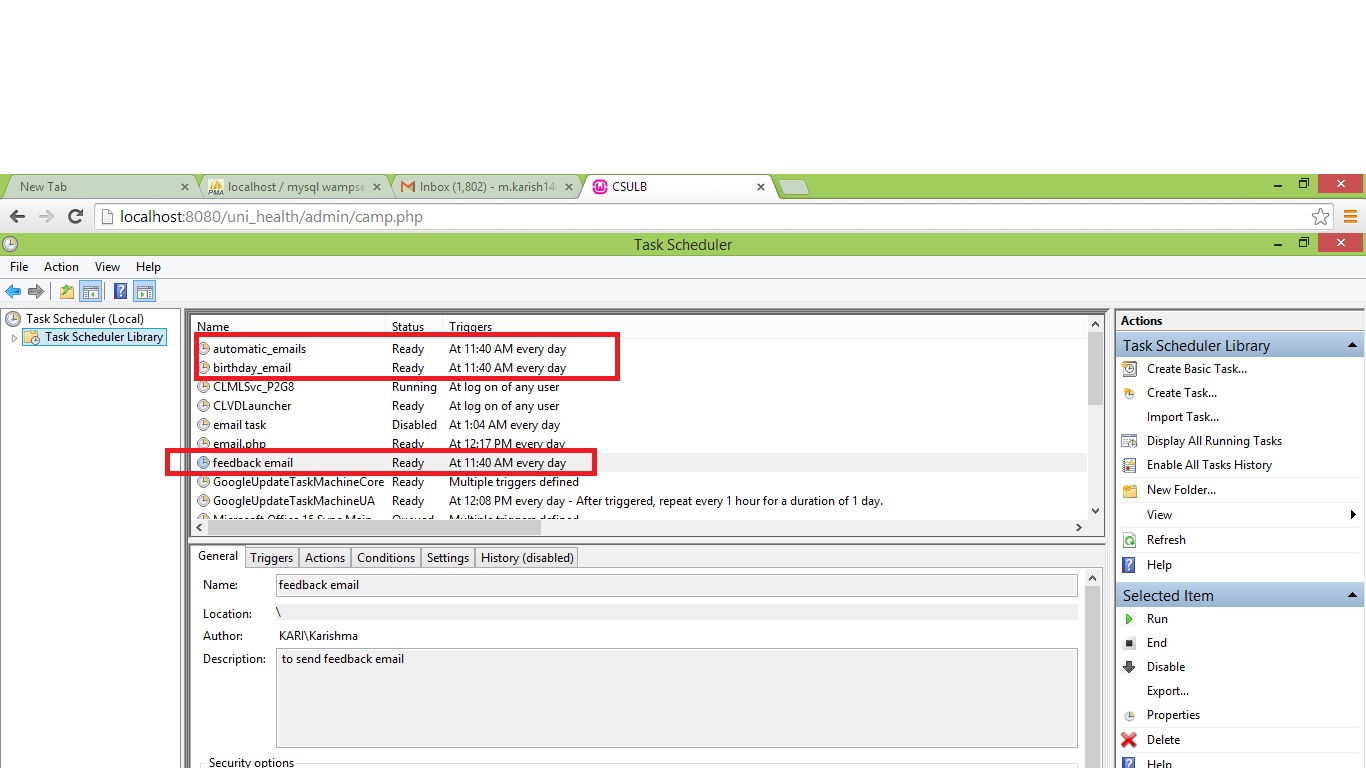 New Tab
localhost / mysql wampse
Inbox (1,802) - m.karish14
CSULB
localhost:8080/uni_health/admin/camp.php
Task Scheduler
File Action View Help
Task Scheduler (Local)
Task Scheduler Library
Name Status Triggers
automatic_emails Ready At 11:40 AM every day
birthday_email Ready At 11:40 AM every day
CLMLSvc_P2G8 Running At log on of any user
CLVDLauncher Ready At log on of any user
email task Disabled At 1:04 AM every day
email.php Ready At 12:17 PM every day
feedback email Ready At 11:40 AM every day
GoogleUpdateTaskMachineCore Ready Multiple triggers defined
GoogleUpdateTaskMachineUA Ready At 12:08 PM every day - After triggered, repeat every 1 hour for a duration of 1 day.
Microsoft Office 15 Sync Main Queued Multiple triggers defined
General Triggers Actions Conditions Settings History (disabled)
Name: feedback email
Location: \
Author: KARI\Karishma
Description: to send feedback email
Security options
Actions
Task Scheduler Library
Create Basic Task...
Create Task...
Import Task...
Display All Running Tasks
Enable All Tasks History
New Folder...
View
Refresh
Help
Selected Item
Run
End
Disable
Export...
Properties
Delete
Help